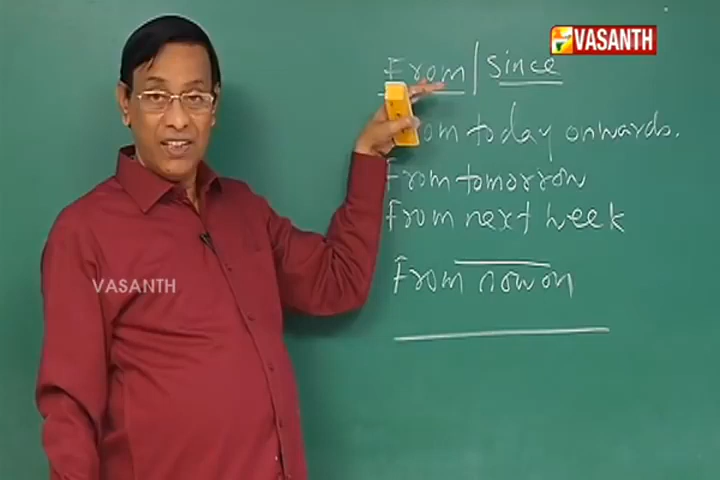 VASANTH
From / Since
From today onwards.
From tomorrow
From next week
From now on
VASANTH